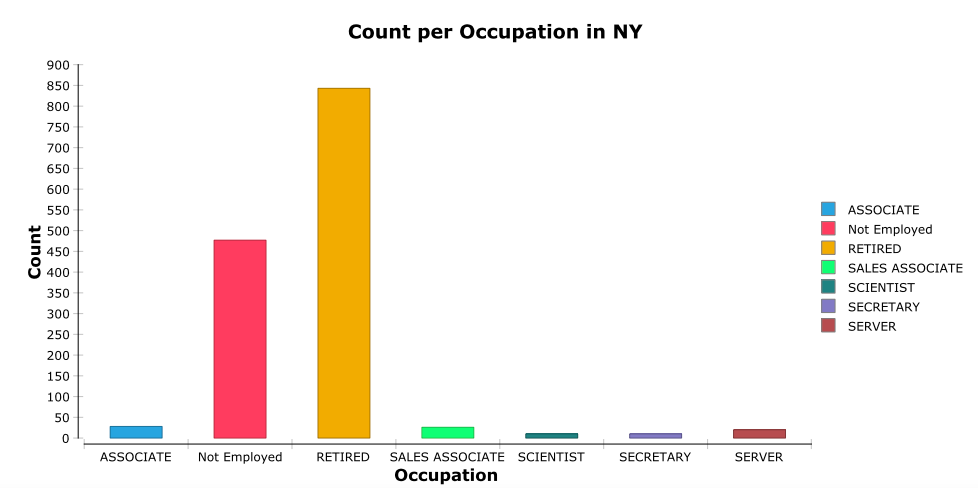 Count per Occupation in NY
900
850
800
750
700
650
600
550
500
450
400
350
300
250
200
150
100
50
0
Count
ASSOCIATE Not Employed RETIRED SALES ASSOCIATE SCIENTIST SECRETARY SERVER
Occupation
ASSOCIATE
Not Employed
RETIRED
SALES ASSOCIATE
SCIENTIST
SECRETARY
SERVER